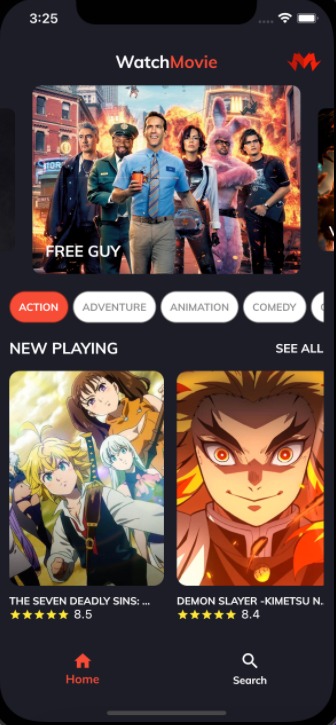 3:25
WatchMovie
FREE GUY
ACTION
ADVENTURE
ANIMATION
COMEDY
NEW PLAYING
SEE ALL
THE SEVEN DEADLY SINS: ...
DEMON SLAYER -KIMETSU N...
8.5
8.4
Home
Search